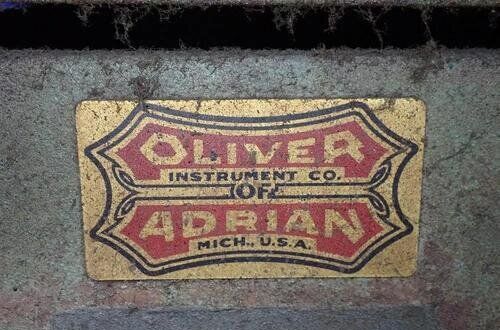 OLIVER
INSTRUMENT CO.
OF
ADRIAN
MICH., U.S.A.